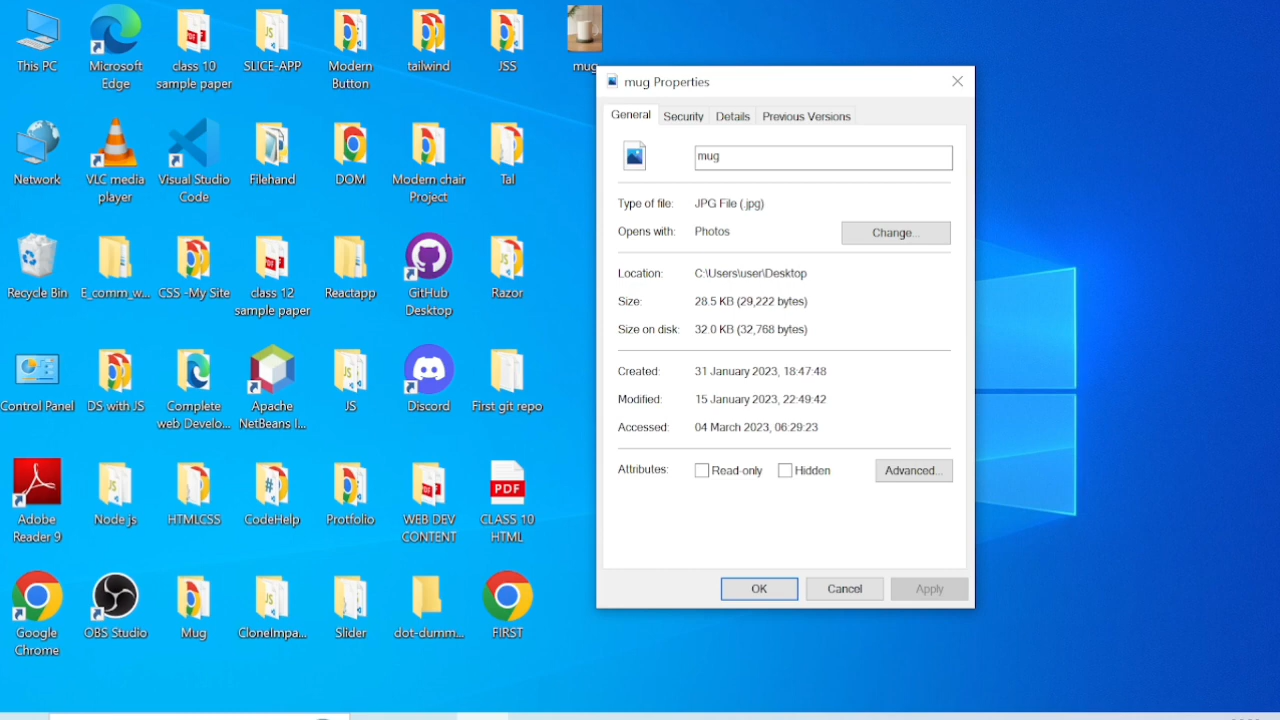 This PC
Microsoft Edge
class 10 sample paper
SLICE-APP
Modern Button
tailwind
JSS
mug
Network
VLC media player
Visual Studio Code
Filehand
DOM
Modern chair Project
Tal
Recycle Bin
E_comm_w...
CSS -My Site
class 12 sample paper
Reactapp
GitHub Desktop
Razor
Control Panel
DS with JS
Complete web Develo...
Apache NetBeans I...
JS
Discord
First git repo
Adobe Reader 9
Node js
HTMLCSS
CodeHelp
Protfolio
WEB DEV CONTENT
PDF
CLASS 10 HTML
Google Chrome
OBS Studio
Mug
CloneImpa...
Slider
dot-dumm...
FIRST
mug Properties
General Security Details Previous Versions
mug
Type of file: JPG File (.jpg)
Opens with: Photos Change...
Location: C:\Users\user\Desktop
Size: 28.5 KB (29,222 bytes)
Size on disk: 32.0 KB (32,768 bytes)
Created: 31 January 2023, 18:47:48
Modified: 15 January 2023, 22:49:42
Accessed: 04 March 2023, 06:29:23
Attributes: Read-only Hidden Advanced...
OK Cancel Apply